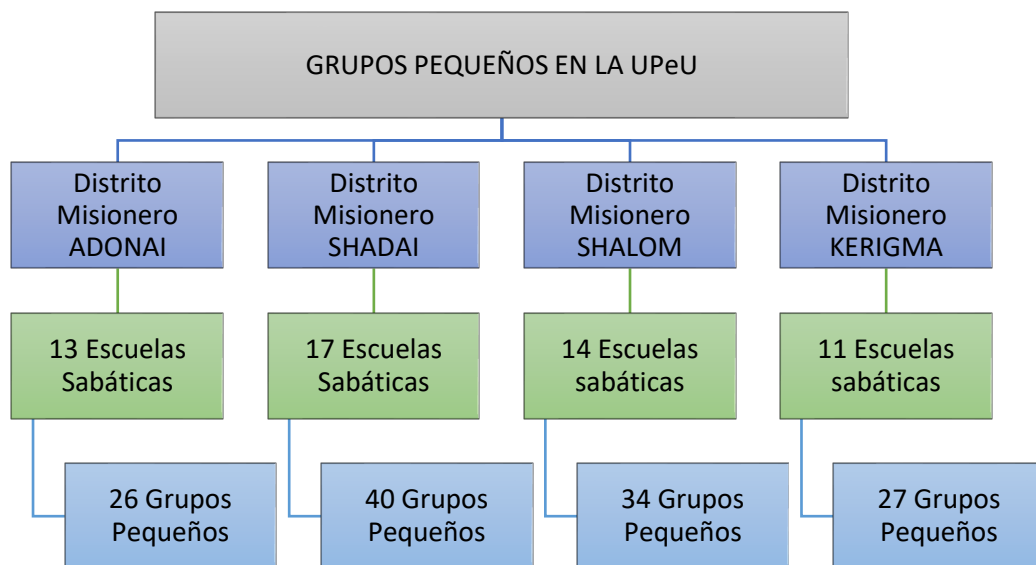 GRUPOS PEQUEÑOS EN LA UPeU
Distrito
Misionero
ADONAI
Distrito
Misionero
SHADAI
Distrito
Misionero
SHALOM
Distrito
Misionero
KERIGMA
13 Escuelas
Sabáticas
17 Escuelas
Sabáticas
14 Escuelas
sabáticas
11 Escuelas
sabáticas
26 Grupos
Pequeños
40 Grupos
Pequeños
34 Grupos
Pequeños
27 Grupos
Pequeños